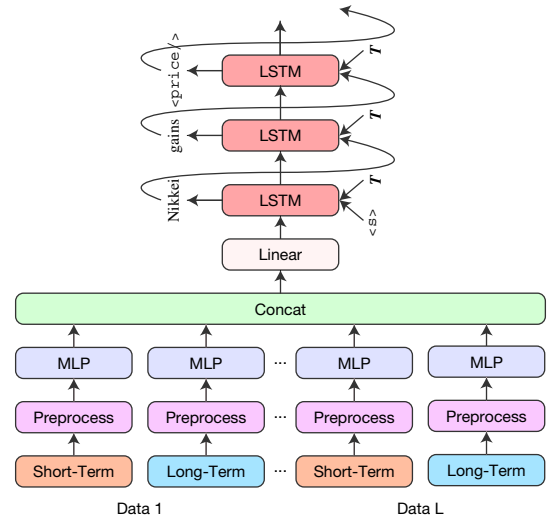 <price/>
LSTM
T
gains
LSTM
T
Nikkei
LSTM
T
<s>
Linear
Concat
MLP MLP ... MLP MLP
Preprocess Preprocess ... Preprocess Preprocess
Short-Term Long-Term ... Short-Term Long-Term
Data 1 Data L